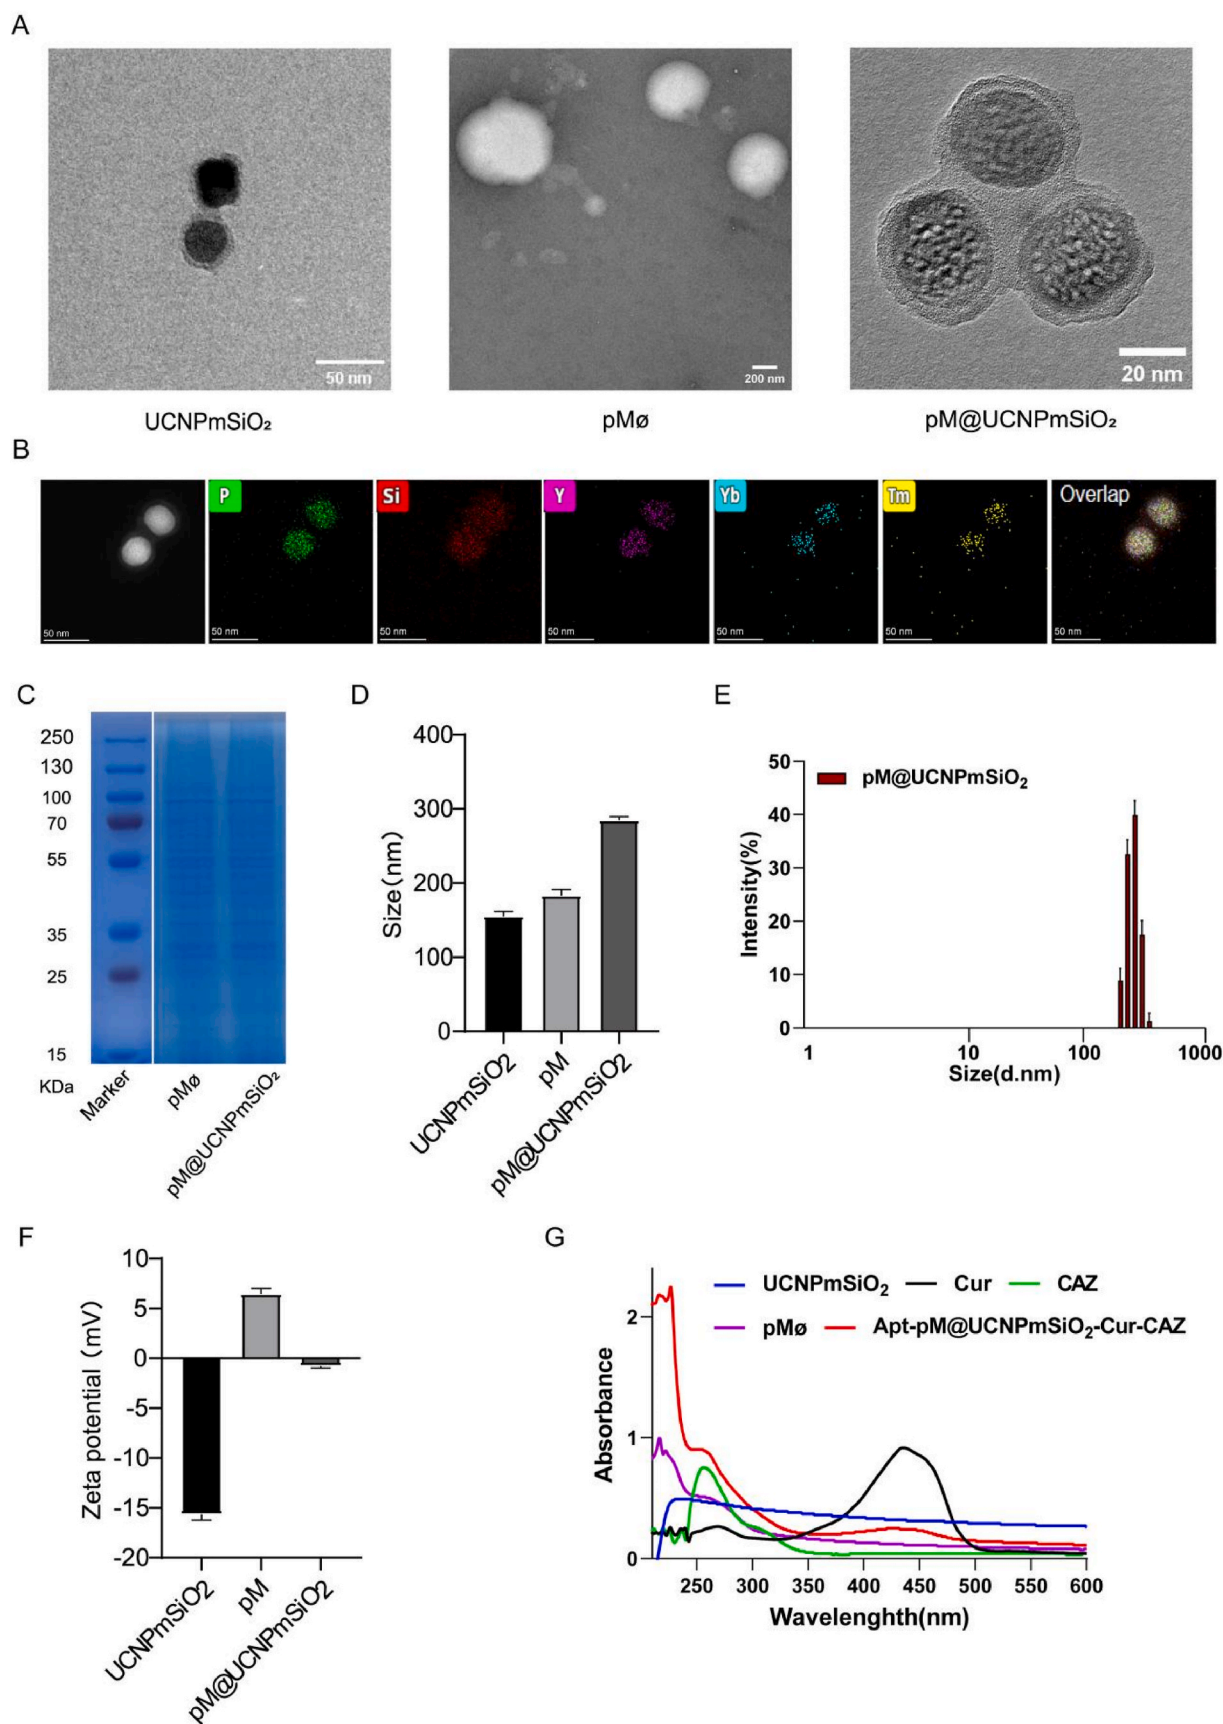 A
50 nm
200 nm
20 nm
UCNPmSiO₂
pMø
pM@UCNPmSiO₂
B
P
Si
Y
Yb
Tm
Overlap
50 nm
50 nm
50 nm
50 nm
50 nm
50 nm
50 nm
C
250
130
100
70
55
35
25
15
KDa
Marker
pMø
pM@UCNPmSiO₂
D
400
300
200
100
0
Size(nm)
UCNPmSiO2
pM
pM@UCNPmSiO2
E
50
40
30
20
10
0
Intensity(%)
pM@UCNPmSiO₂
1
10
100
1000
Size(d.nm)
F
10
5
0
-5
-10
-15
-20
Zeta potential (mV)
UCNPmSiO2
pM
pM@UCNPmSiO2
G
UCNPmSiO₂
Cur
CAZ
pMø
Apt-pM@UCNPmSiO₂-Cur-CAZ
2
1
0
Absorbance
250
300
350
400
450
500
550
600
Wavelenghth(nm)